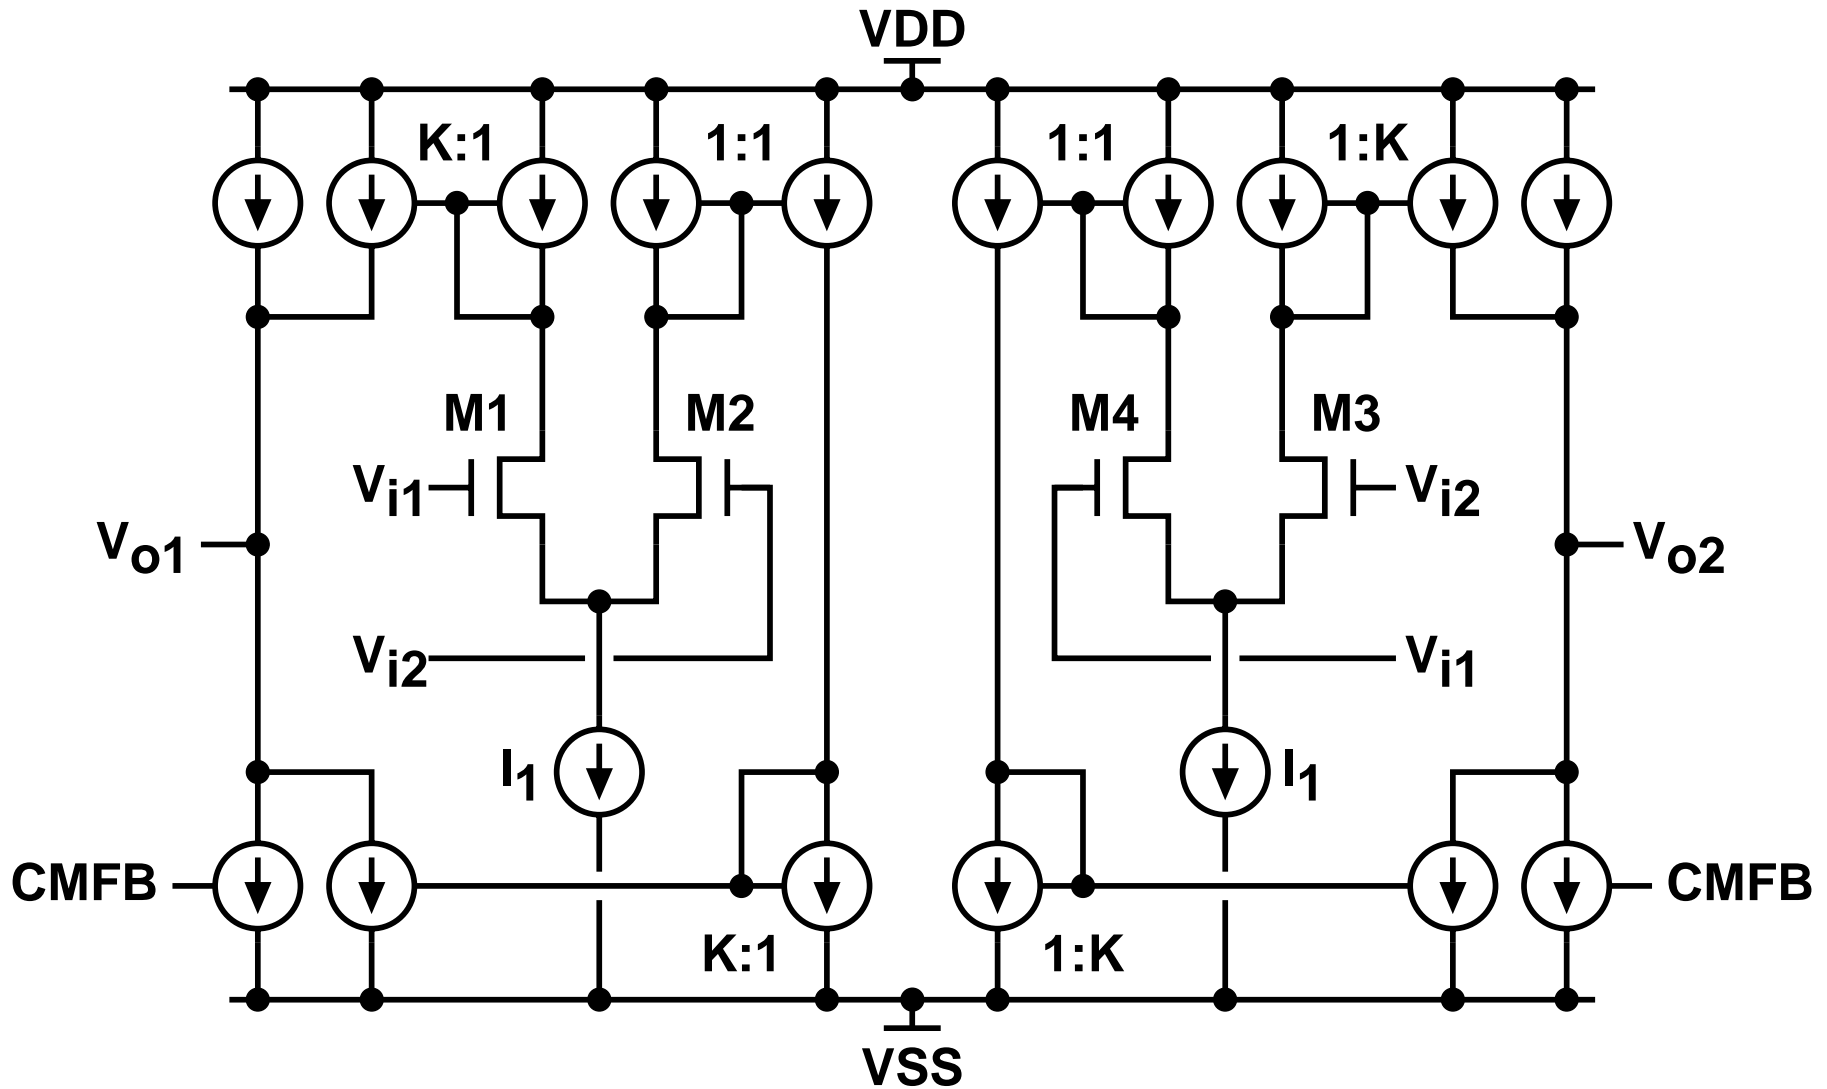 VDD
K:1 1:1 1:1 1:K
M1 M2 M4 M3
Vi1 Vi2
Vo1 Vo2
Vi2 Vi1
I1 I1
CMFB CMFB
K:1 1:K
VSS